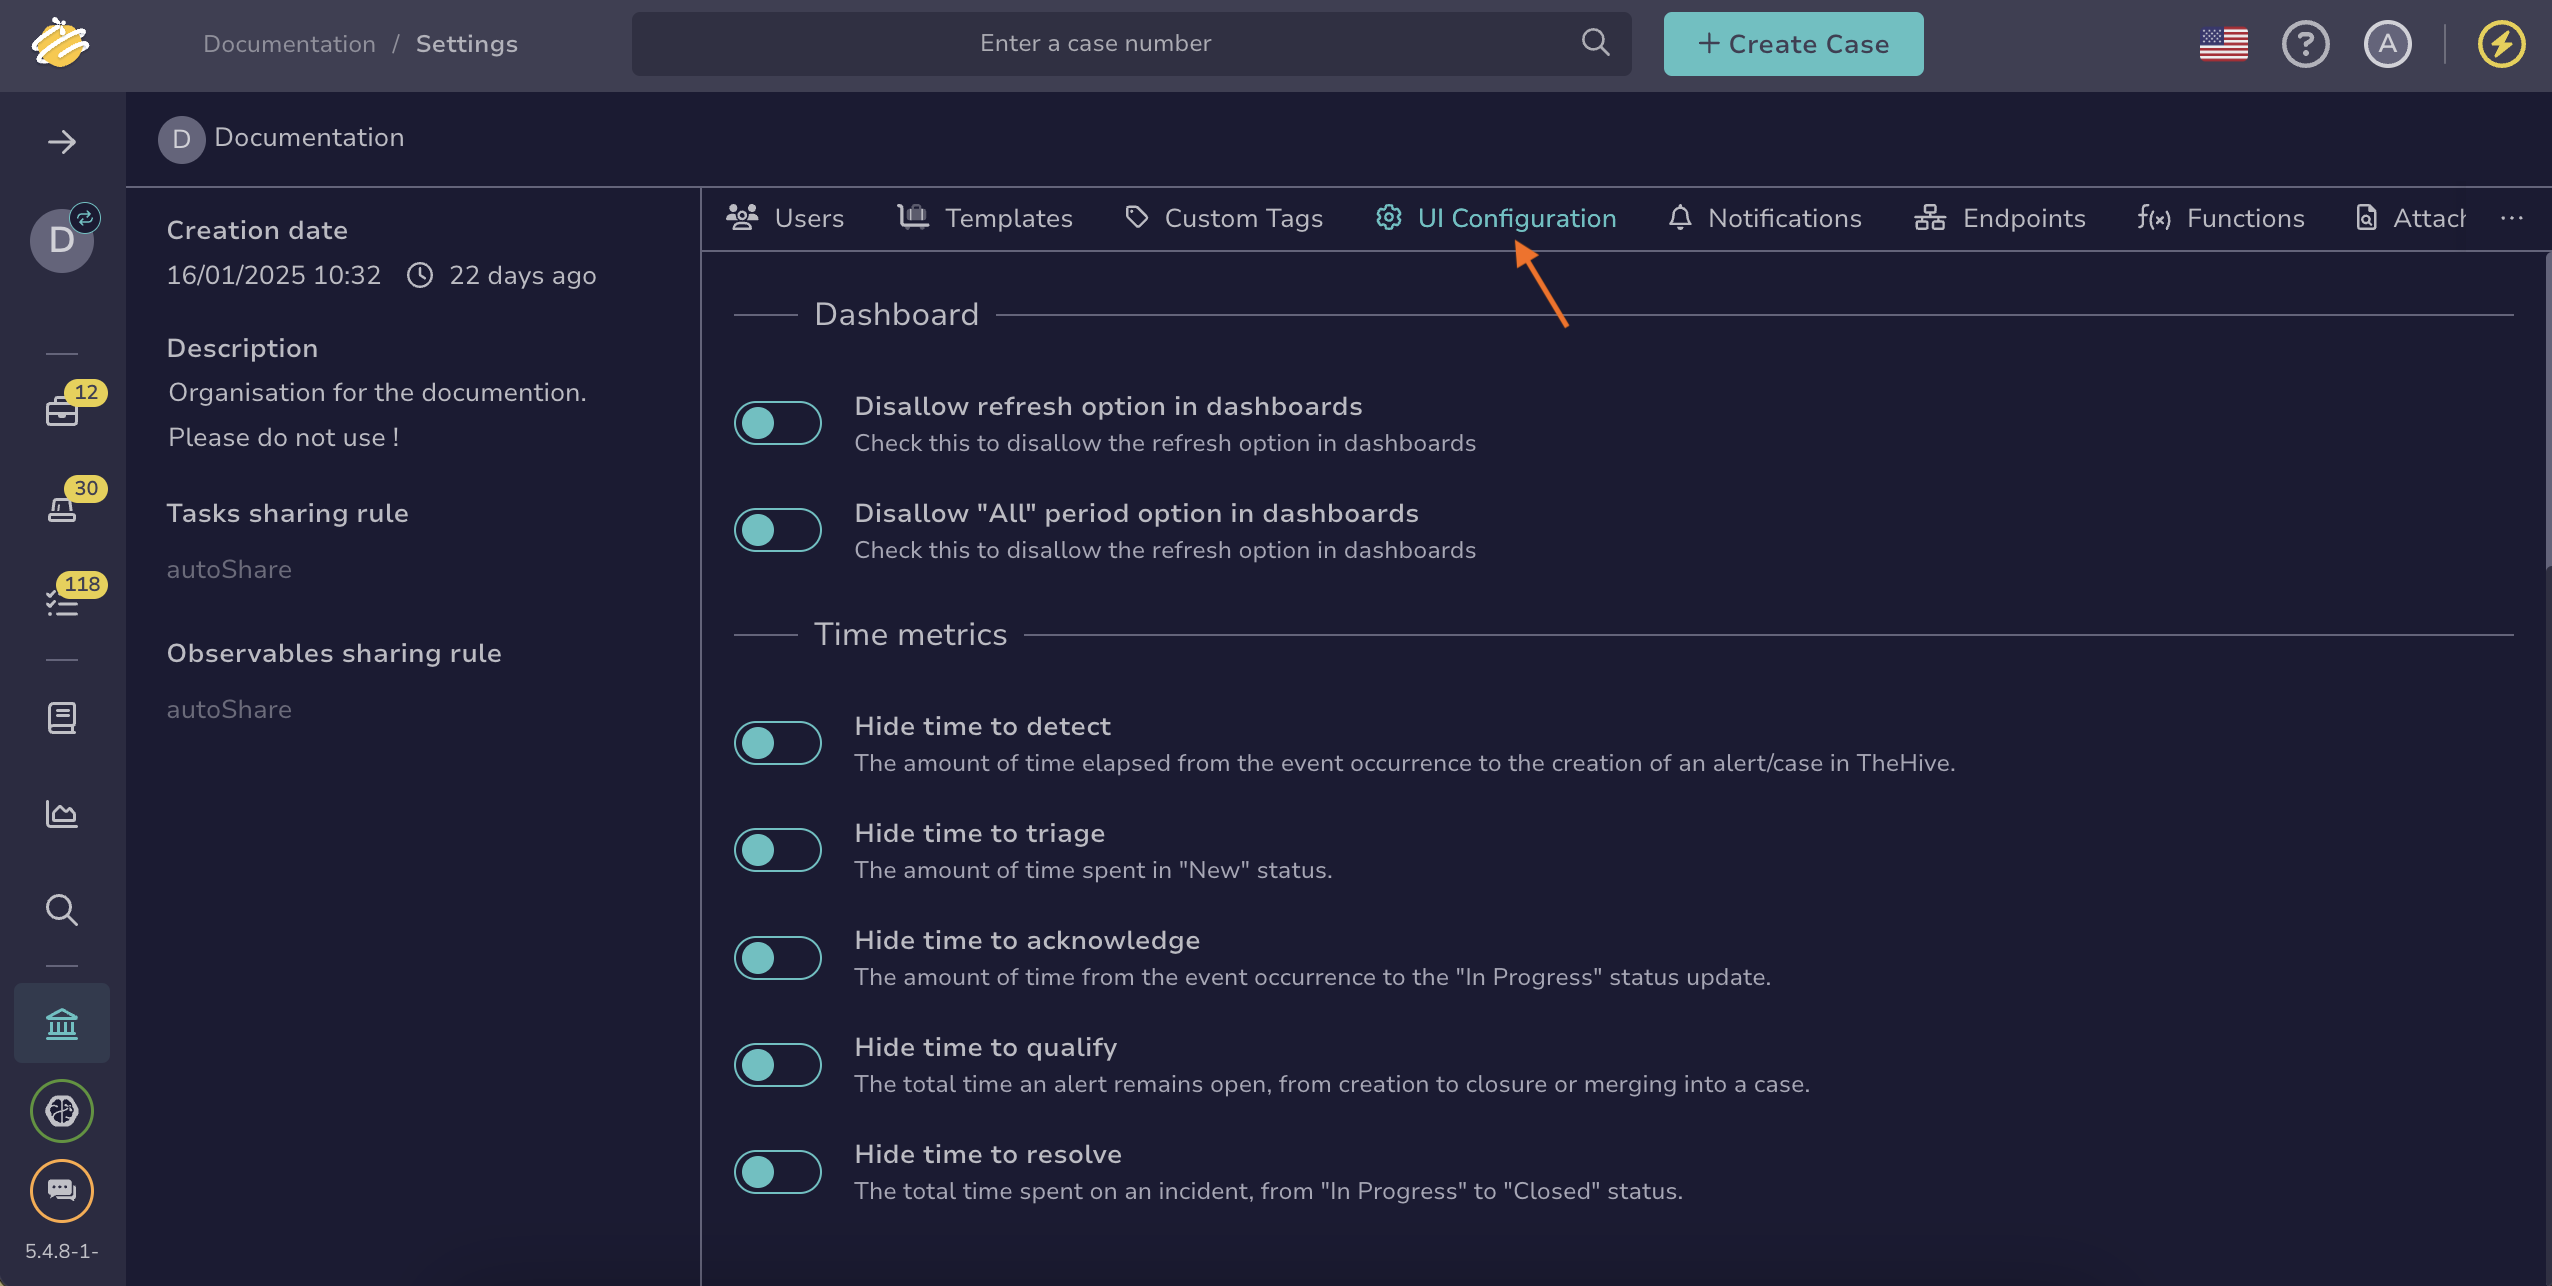 Documentation / Settings
Enter a case number
+ Create Case
?
A
D Documentation
D
12
30
118
5.4.8-1-
Creation date
16/01/2025 10:32 22 days ago
Description
Organisation for the documention.
Please do not use !
Tasks sharing rule
autoShare
Observables sharing rule
autoShare
Users Templates Custom Tags UI Configuration Notifications Endpoints f(x) Functions Attach ...
Dashboard
Disallow refresh option in dashboards
Check this to disallow the refresh option in dashboards
Disallow "All" period option in dashboards
Check this to disallow the refresh option in dashboards
Time metrics
Hide time to detect
The amount of time elapsed from the event occurrence to the creation of an alert/case in TheHive.
Hide time to triage
The amount of time spent in "New" status.
Hide time to acknowledge
The amount of time from the event occurrence to the "In Progress" status update.
Hide time to qualify
The total time an alert remains open, from creation to closure or merging into a case.
Hide time to resolve
The total time spent on an incident, from "In Progress" to "Closed" status.